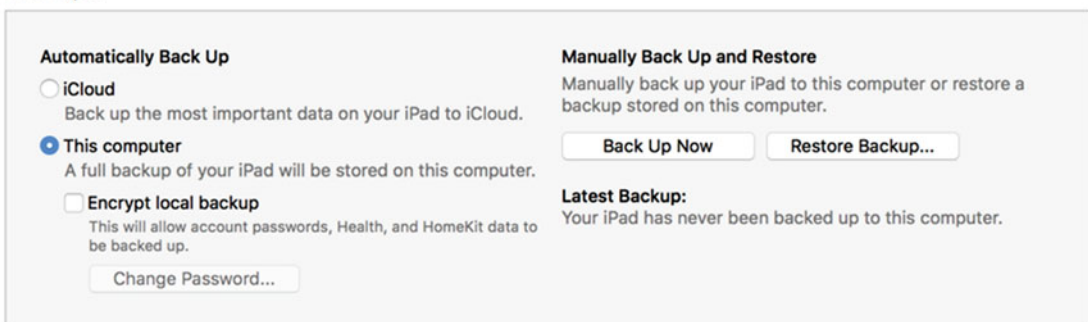 Automatically Back Up
iCloud
Back up the most important data on your iPad to iCloud.
This computer
A full backup of your iPad will be stored on this computer.
Encrypt local backup
This will allow account passwords, Health, and HomeKit data to
be backed up.
Change Password...
Manually Back Up and Restore
Manually back up your iPad to this computer or restore a
backup stored on this computer.
Back Up Now
Restore Backup...
Latest Backup:
Your iPad has never been backed up to this computer.